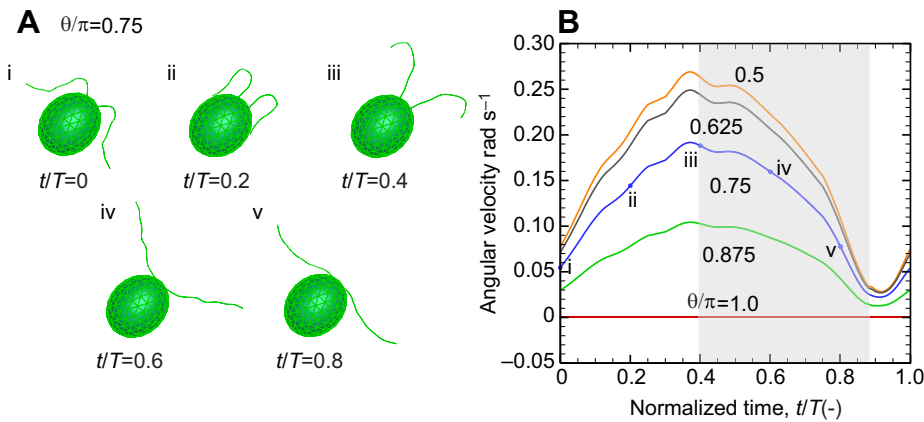 A
θ/π=0.75
i
ii
iii
t/T=0
t/T=0.2
t/T=0.4
iv
v
t/T=0.6
t/T=0.8
B
Angular velocity rad s⁻¹
0.30
0.25
0.20
0.15
0.10
0.05
0
–0.05
0.5
0.625
iii
iv
0.75
ii
v
i
0.875
θ/π=1.0
0 0.2 0.4 0.6 0.8 1.0
Normalized time, t/T(-)